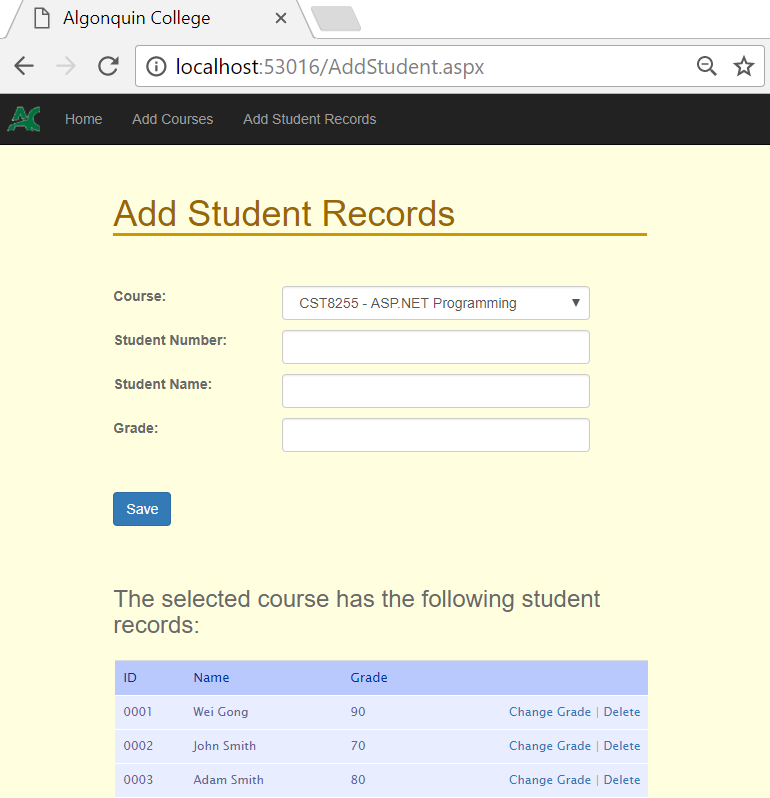 Algonquin College
localhost:53016/AddStudent.aspx
AC Home Add Courses Add Student Records
Add Student Records
Course: CST8255 - ASP.NET Programming
Student Number:
Student Name:
Grade:
Save
The selected course has the following student
records:
ID Name Grade
0001 Wei Gong 90 Change Grade | Delete
0002 John Smith 70 Change Grade | Delete
0003 Adam Smith 80 Change Grade | Delete